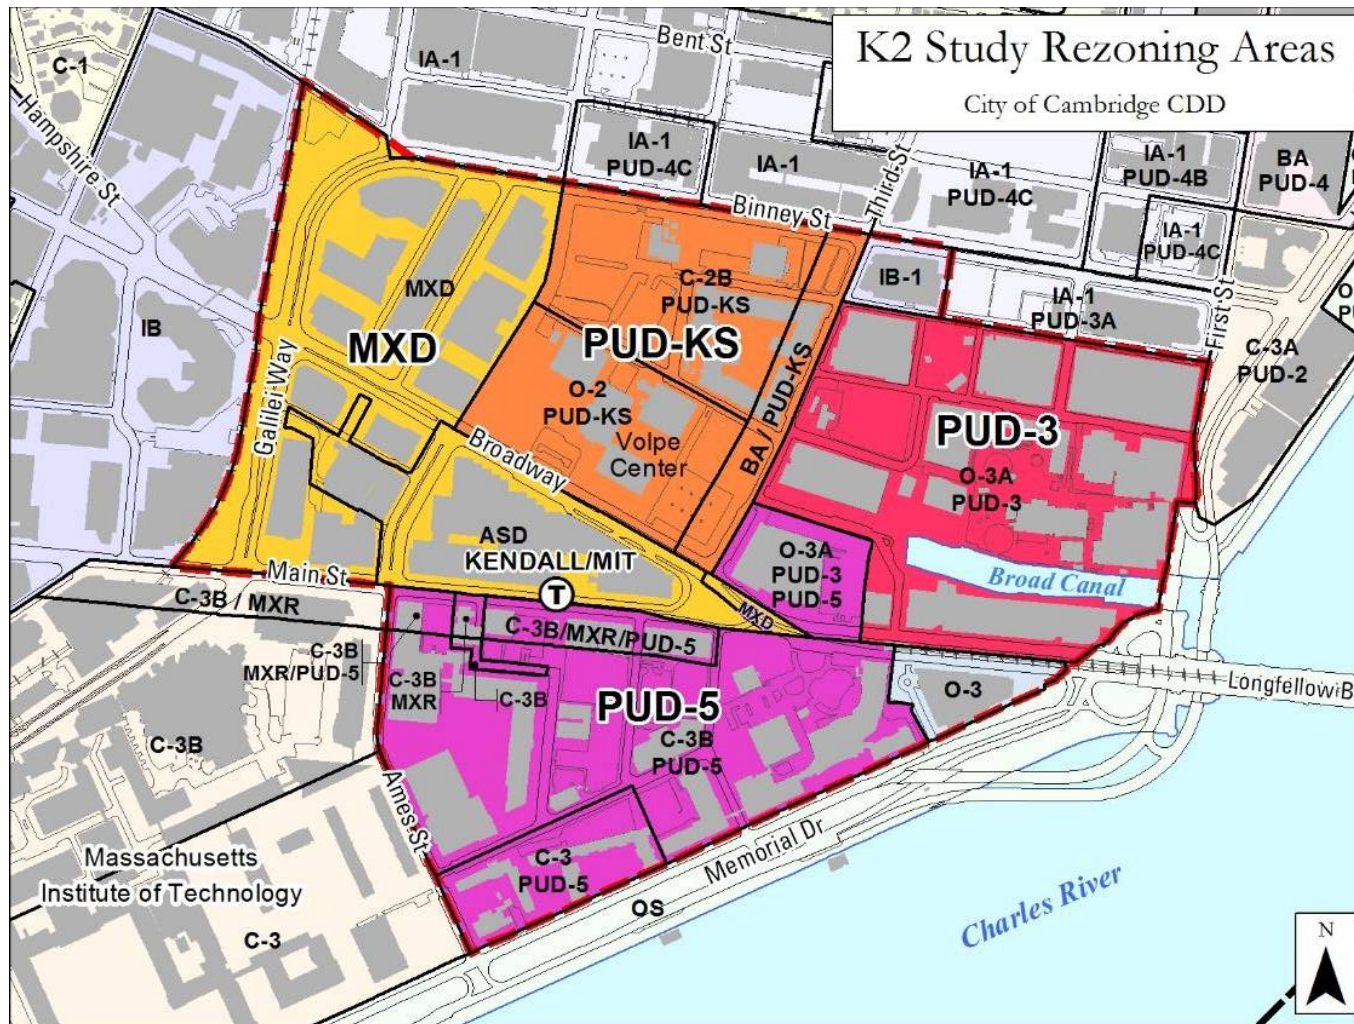 K2 Study Rezoning Areas
City of Cambridge CDD
Bent St
C-1
IA-1
Hampshire St
IA-1
PUD-4C
IA-1
Third St
IA-1
PUD-4C
IA-1
PUD-4B
BA
PUD-4
Binney St
IA-1
PUD-4C
C-2B
PUD-KS
IB-1
IA-1
PUD-3A
First St
MXD
IB
MXD
PUD-KS
C-3A
PUD-2
O-2
PUD-KS
Volpe
Center
BA / PUD-KS
PUD-3
O-3A
PUD-3
Galilei Way
Broadway
ASD
KENDALL/MIT
T
O-3A
PUD-3
PUD-5
Broad Canal
Main St
MXD
C-3B / MXR
C-3B/MXR/PUD-5
C-3B
MXR/PUD-5
C-3B
MXR
C-3B
O-3
Longfellow B
PUD-5
C-3B
PUD-5
C-3B
Ames St
Memorial Dr
Massachusetts
Institute of Technology
C-3
PUD-5
OS
C-3
Charles River
N